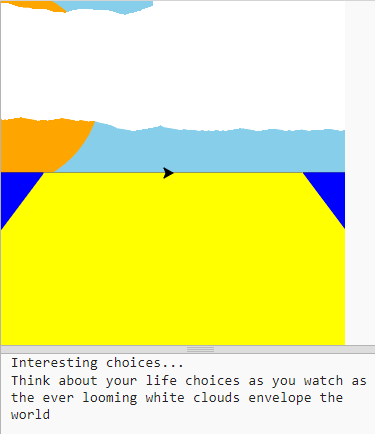 Interesting choices...
Think about your life choices as you watch as
the ever looming white clouds envelope the
world